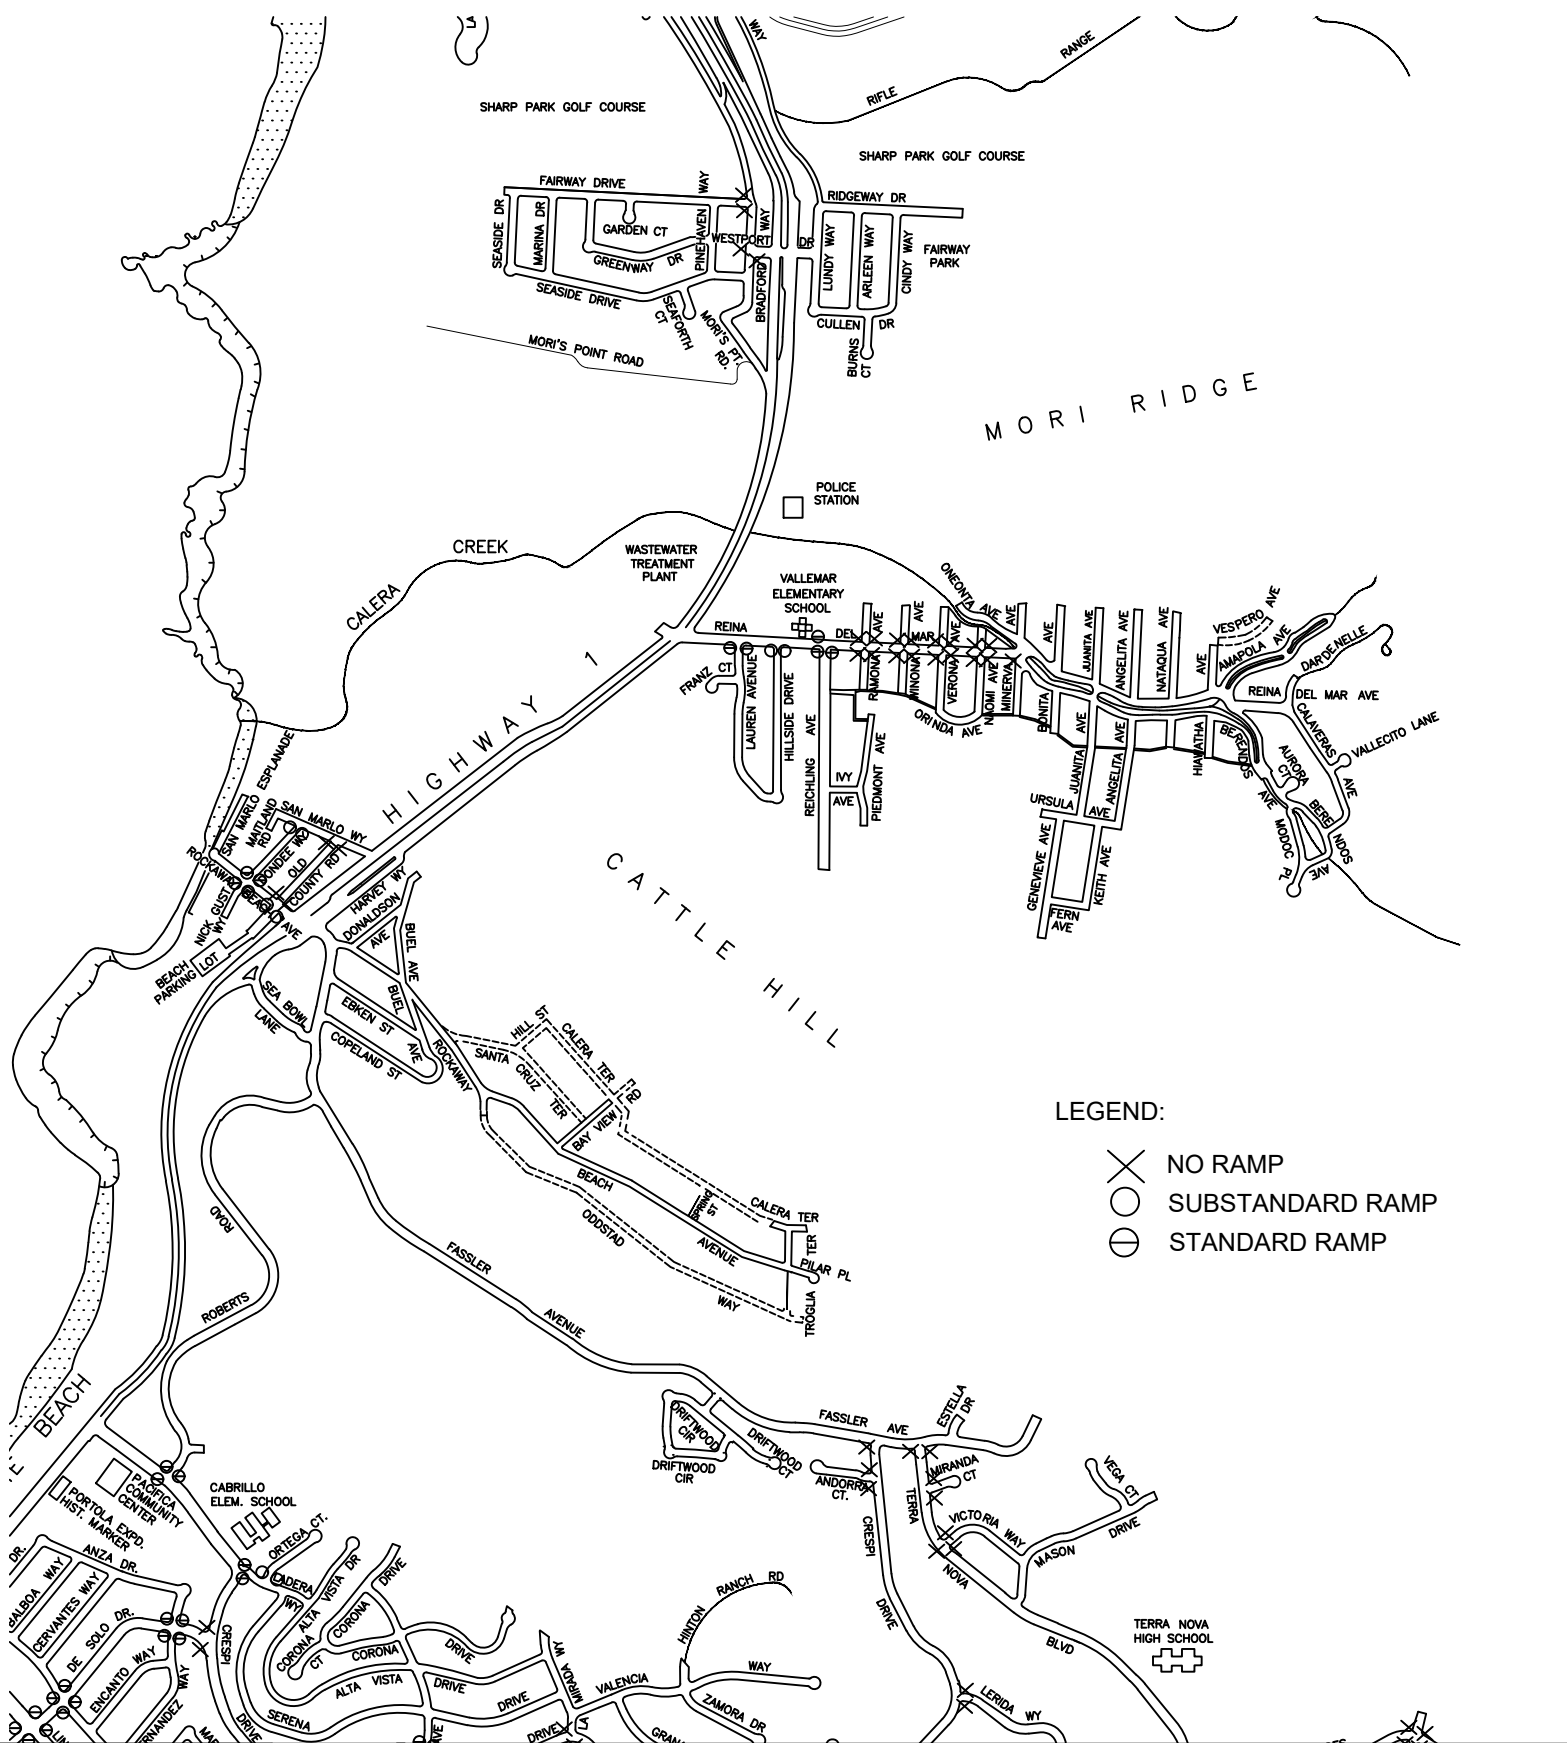 WAY
RANGE
RIFLE
SHARP PARK GOLF COURSE
SHARP PARK GOLF COURSE
FAIRWAY DRIVE
WAY
PINEHAVEN
RIDGEWAY DR
SEASIDE DR
MARINA DR
GARDEN CT
GREENWAY DR
WESTPORT DR
WAY
BRADFORD
LUNDY WAY
ARLEEN WAY
CINDY WAY
FAIRWAY
PARK
SEASIDE DRIVE
SEAFORTH
CT
MORI'S PT.
RD.
CULLEN DR
BURNS
CT
MORI'S POINT ROAD
MORI RIDGE
POLICE
STATION
CREEK
CALERA
WASTEWATER
TREATMENT
PLANT
VALLEMAR
ELEMENTARY
SCHOOL
ONEONTA AVE
REINA DEL MAR
AVE
AVE
AVE
AVE
AVE
JUANITA AVE
ANGELITA AVE
NATAQUA AVE
AVE
VESPERO AVE
AMAPOLA AVE
DARDENELLE
REINA DEL MAR AVE
FRANZ CT
LAUREN AVENUE
HILLSIDE DRIVE
REICHLING AVE
RAMONA
WINONA
VERONA
NAOMI AVE
MINERVA
BONITA
ORINDA AVE
PIEDMONT AVE
IVY
AVE
JUANITA AVE
ANGELITA AVE
HIAWATHA
BERENDOS AVE
AURORA
CT
CALAVERAS AVE
VALLECITO LANE
BERENDOS AVE
MODOC PL
URSULA AVE
GENEVIEVE AVE
KEITH AVE
FERN
AVE
HIGHWAY 1
SAN MARLO ESPLANADE
MAITLAND
RD
SAN MARLO WY
DONDEE WY
OLD
COUNTY RD
ROCKAWAY BEACH AVE
NICK GUST
WY
BEACH
PARKING LOT
HARVEY WY
DONALDSON
AVE
BUEL AVE
BUEL AVE
SEA BOWL
LANE
EBKEN ST
COPELAND ST
ROCKAWAY
CATTLE HILL
HILL ST
CALERA TER
RD
SANTA CRUZ TER
BAY VIEW
BEACH
SPRING
ST
CALERA TER
TER
AVENUE
PILAR PL
ODDSTAD
WAY
TROGLIA
LEGEND:
NO RAMP
SUBSTANDARD RAMP
STANDARD RAMP
ROAD
ROBERTS
FASSLER
AVENUE
BEACH
DRIFTWOOD
CIR
DRIFTWOOD
CIR
DRIFTWOOD
CT
FASSLER AVE
ESTELLA
DR
ANDORRA
CT.
MIRANDA
CT
VEGA CT
TERRA
CRESPI
VICTORIA WAY
MASON
DRIVE
NOVA
BLVD
DRIVE
TERRA NOVA
HIGH SCHOOL
PACIFICA
COMMUNITY
CENTER
PORTOLA EXPD.
HIST. MARKER
CABRILLO
ELEM. SCHOOL
ORTEGA CT.
LADERA
WY
ALTA VISTA DR
DRIVE
DR.
ANZA DR.
BALBOA WAY
CERVANTES WAY
DE SOLO DR.
ENCANTO WAY
WAY
CRESPI
DRIVE
CORONA
CT
CORONA
CORONA
DRIVE
ALTA VISTA
DRIVE
SERENA
DRIVE
DRIVE
AVE
MIRADA WY
LA
VALENCIA
WAY
ZAMORA DR
HINTON
RANCH RD
LERIDA WY